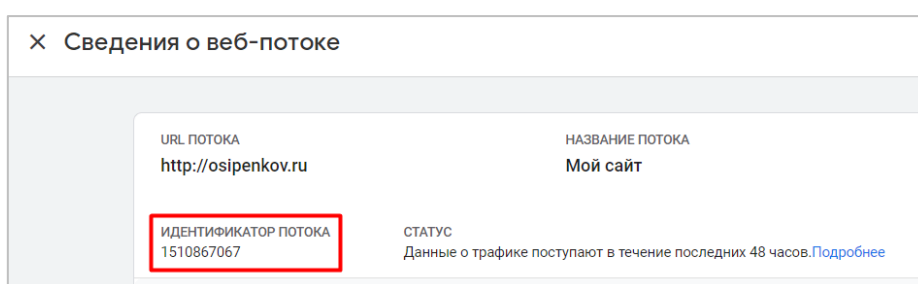 × Сведения о веб-потоке
URL ПОТОКА
http://osipenkov.ru
НАЗВАНИЕ ПОТОКА
Мой сайт
ИДЕНТИФИКАТОР ПОТОКА
1510867067
СТАТУС
Данные о трафике поступают в течение последних 48 часов.Подробнее